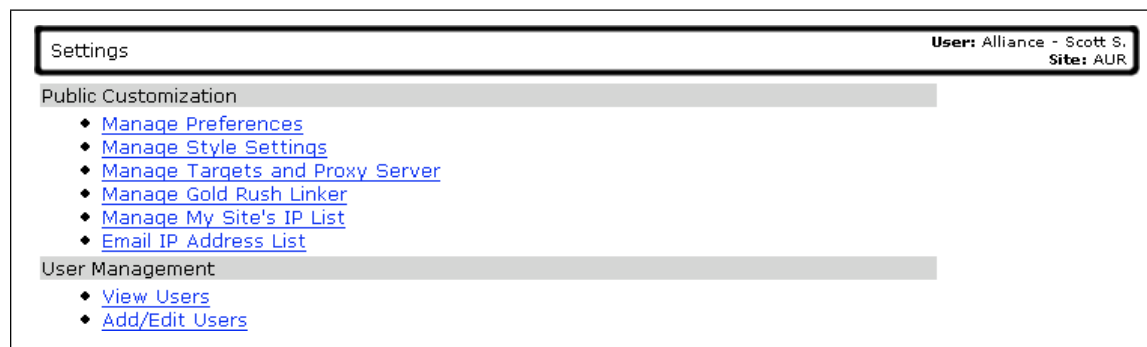 Settings
User: Alliance - Scott S.
Site: AUR
Public Customization
Manage Preferences
Manage Style Settings
Manage Targets and Proxy Server
Manage Gold Rush Linker
Manage My Site's IP List
Email IP Address List
User Management
View Users
Add/Edit Users